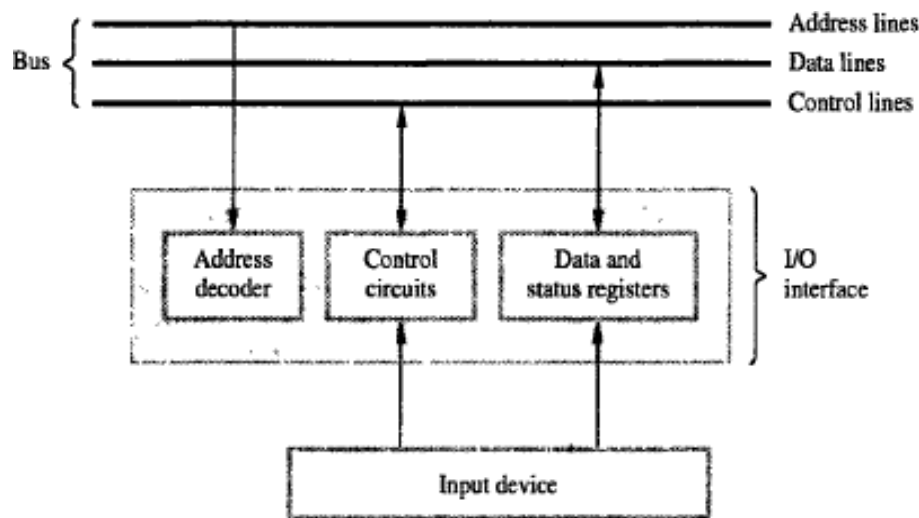 Address lines
Bus
Data lines
Control lines
Address
decoder
Control
circuits
Data and
status registers
I/O
interface
Input device